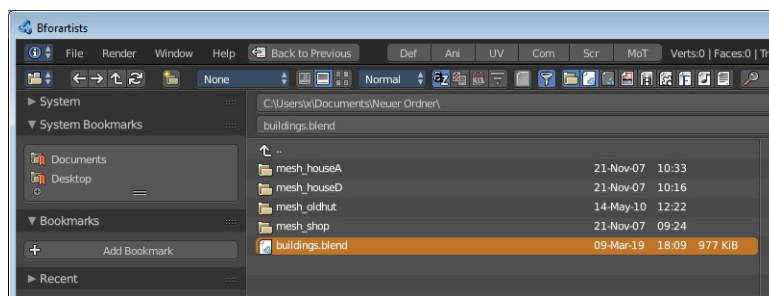 Bforartists
File Render Window Help Back to Previous Def Ani UV Com Scr MoT Verts:0 | Faces:0 | Tr
None Normal
System
System Bookmarks
Documents
Desktop
Bookmarks
Add Bookmark
Recent
C:\Users\x\Documents\Neuer Ordner\
buildings.blend
..
mesh_houseA 21-Nov-07 10:33
mesh_houseD 21-Nov-07 10:16
mesh_oldhut 14-May-10 12:22
mesh_shop 21-Nov-07 09:24
buildings.blend 09-Mar-19 18:09 977 KiB